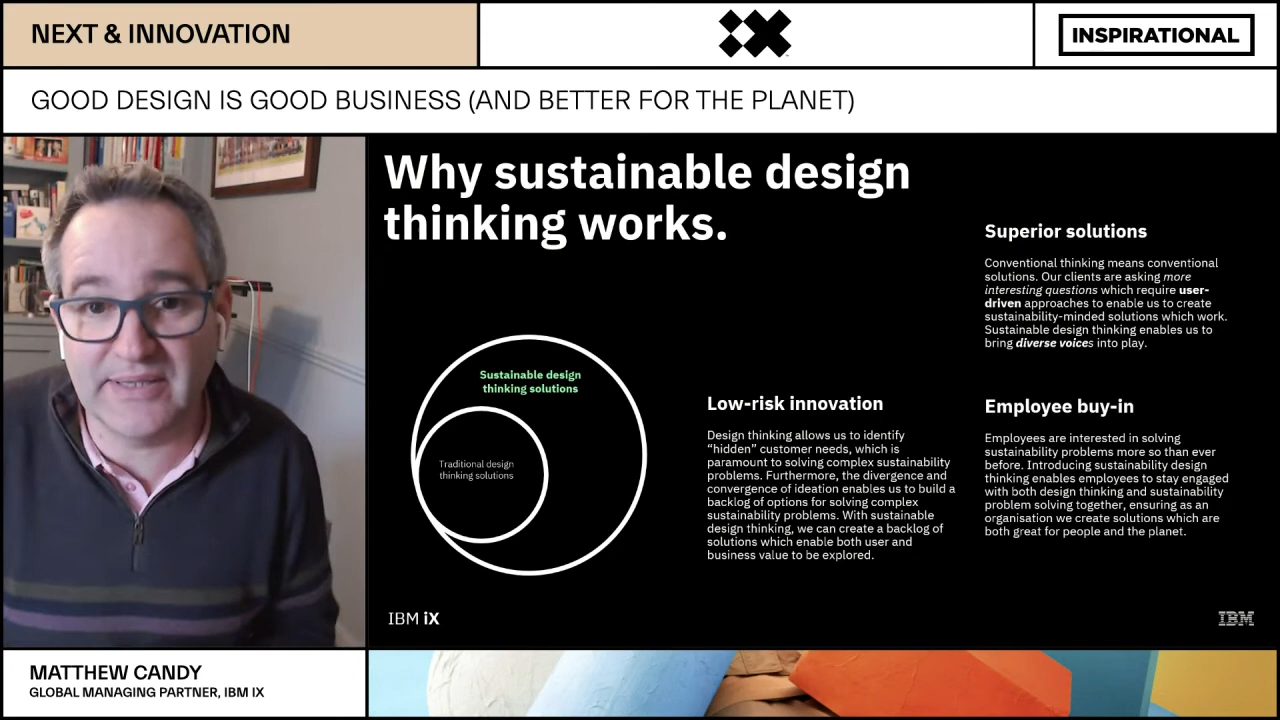 NEXT & INNOVATION
INSPIRATIONAL
GOOD DESIGN IS GOOD BUSINESS (AND BETTER FOR THE PLANET)
Why sustainable design
thinking works.
Sustainable design
thinking solutions
Traditional design
thinking solutions
Low-risk innovation
Design thinking allows us to identify
“hidden” customer needs, which is
paramount to solving complex sustainability
problems. Furthermore, the divergence and
convergence of ideation enables us to build a
backlog of options for solving complex
sustainability problems. With sustainable
design thinking, we can create a backlog of
solutions which enable both user and
business value to be explored.
Superior solutions
Conventional thinking means conventional
solutions. Our clients are asking more
interesting questions which require user-
driven approaches to enable us to create
sustainability-minded solutions which work.
Sustainable design thinking enables us to
bring diverse voices into play.
Employee buy-in
Employees are interested in solving
sustainability problems more so than ever
before. Introducing sustainability design
thinking enables employees to stay engaged
with both design thinking and sustainability
problem solving together, ensuring as an
organisation we create solutions which are
both great for people and the planet.
IBM iX
IBM
MATTHEW CANDY
GLOBAL MANAGING PARTNER, IBM IX